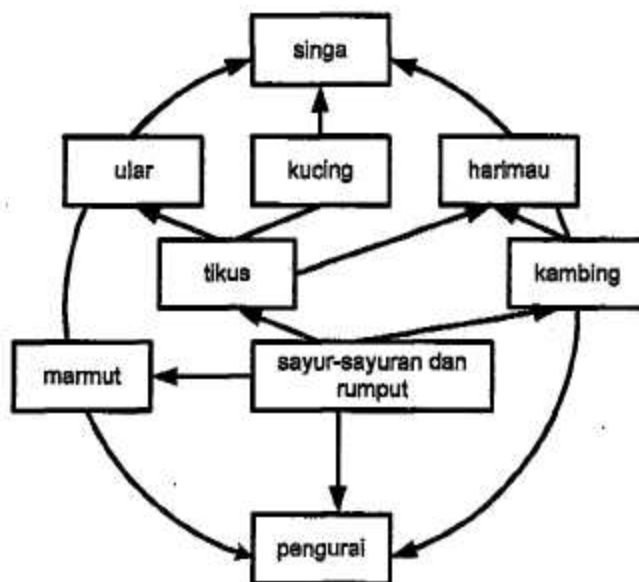 singa
ular
kucing
harimau
tikus
kambing
marmut
sayur-sayuran dan
rumput
pengurai